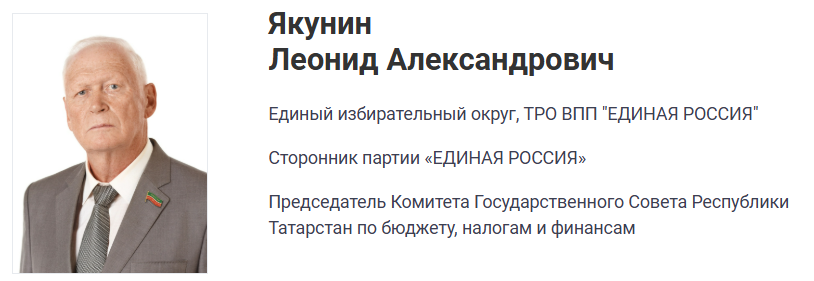 Якунин
Леонид Александрович
Единый избирательный округ, ТРО ВПП "ЕДИНАЯ РОССИЯ"
Сторонник партии «ЕДИНАЯ РОССИЯ»
Председатель Комитета Государственного Совета Республики
Татарстан по бюджету, налогам и финансам